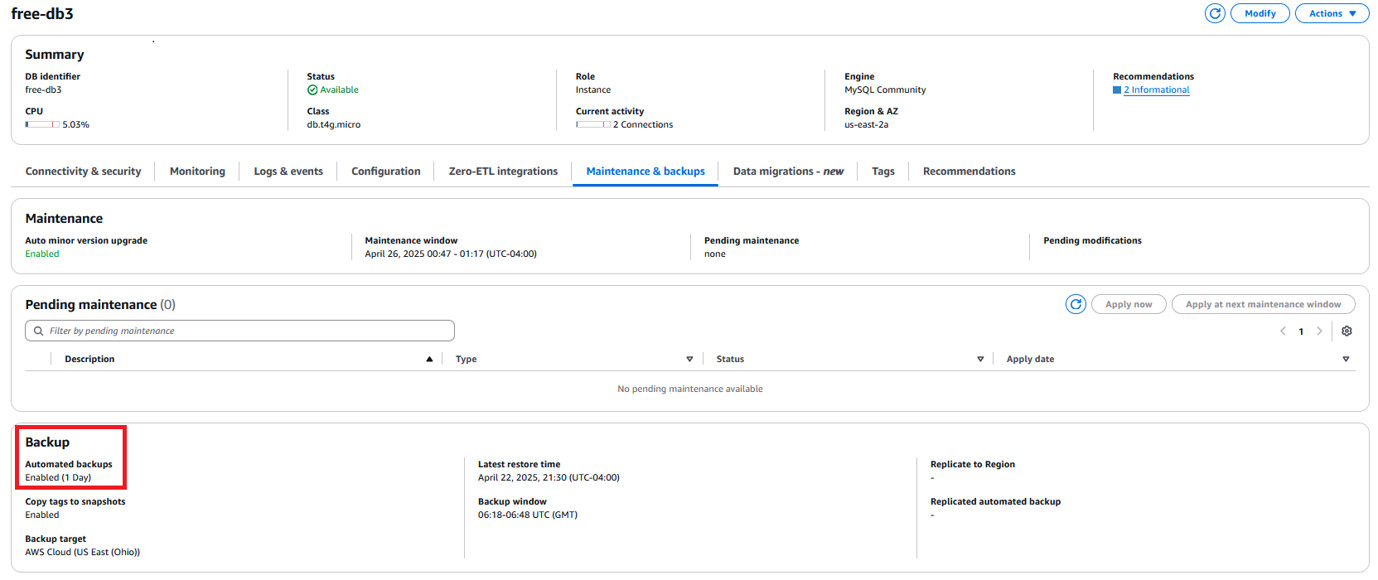 free-db3
Modify
Actions
Summary
DB identifier
free-db3
Status
Available
Role
Instance
Engine
MySQL Community
Recommendations
2 Informational
CPU
5.03%
Class
db.t4g.micro
Current activity
2 Connections
Region & AZ
us-east-2a
Connectivity & security
Monitoring
Logs & events
Configuration
Zero-ETL integrations
Maintenance & backups
Data migrations - new
Tags
Recommendations
Maintenance
Auto minor version upgrade
Enabled
Maintenance window
April 26, 2025 00:47 - 01:17 (UTC-04:00)
Pending maintenance
none
Pending modifications
Pending maintenance (0)
Apply now
Apply at next maintenance window
Filter by pending maintenance
1
Description
Type
Status
Apply date
No pending maintenance available
Backup
Automated backups
Enabled (1 Day)
Latest restore time
April 22, 2025, 21:30 (UTC-04:00)
Replicate to Region
-
Copy tags to snapshots
Enabled
Backup window
06:18-06:48 UTC (GMT)
Replicated automated backup
-
Backup target
AWS Cloud (US East (Ohio))